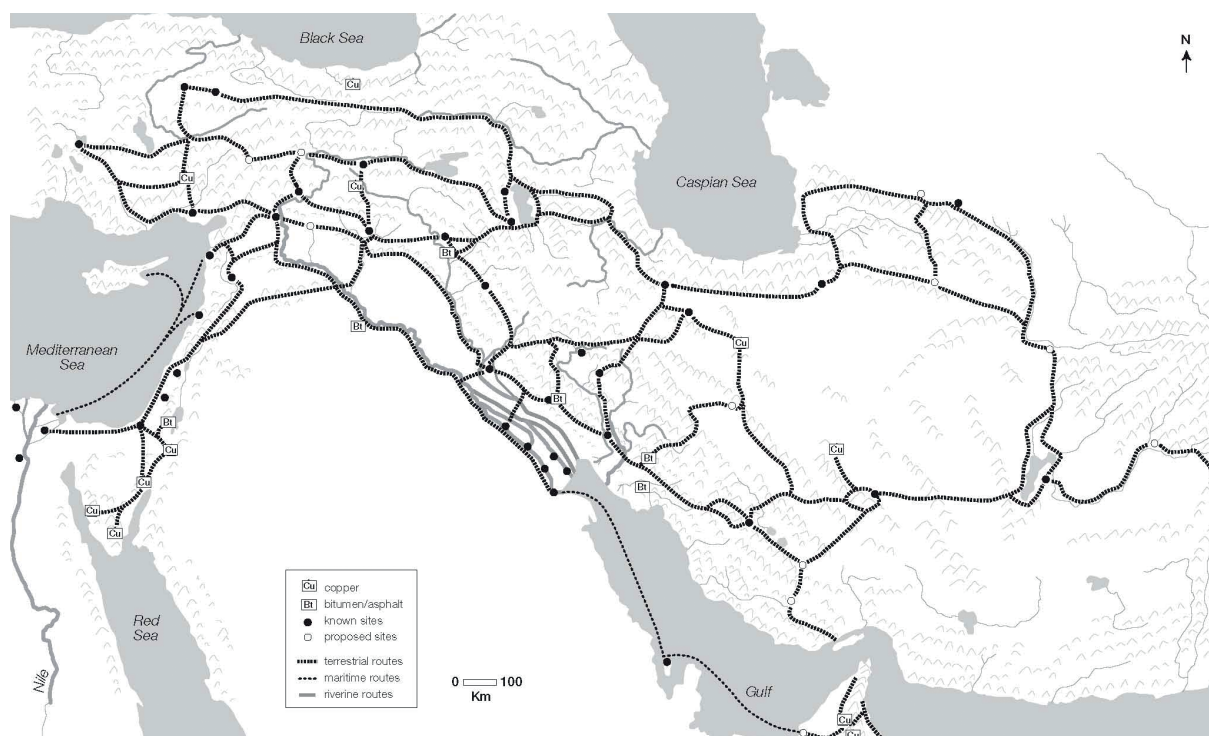 Black Sea
N
Cu
Caspian Sea
Cu
Cu
Bt
Bt
Mediterranean
Sea
Cu
Bt
Bt
Cu
Cu
Bt
Cu
Bt
Cu
Cu
Red
Sea
Nile
Cu copper
Bt bitumen/asphalt
known sites
proposed sites
terrestrial routes
maritime routes
riverine routes
0 100
Km
Gulf
Cu
Cu